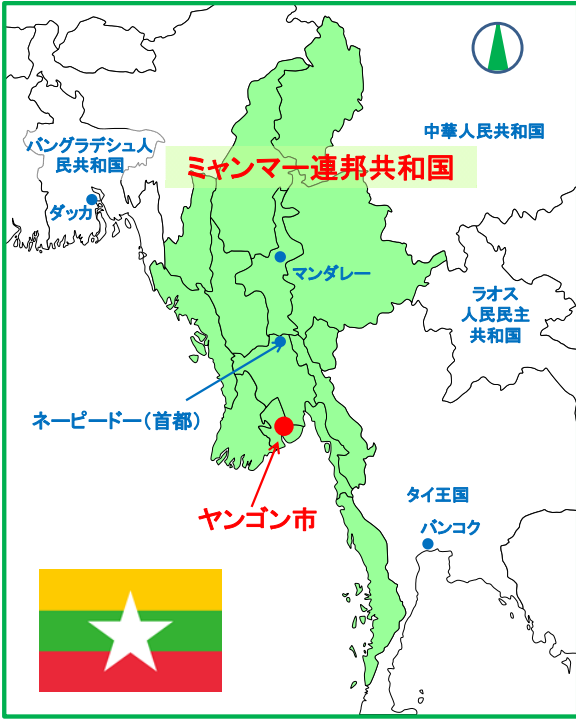 中華人民共和国
バングラデシュ人
民共和国
ミャンマー連邦共和国
ダッカ
マンダレー
ラオス
人民民主
共和国
ネーピードー（首都）
ヤンゴン市
タイ王国
バンコク